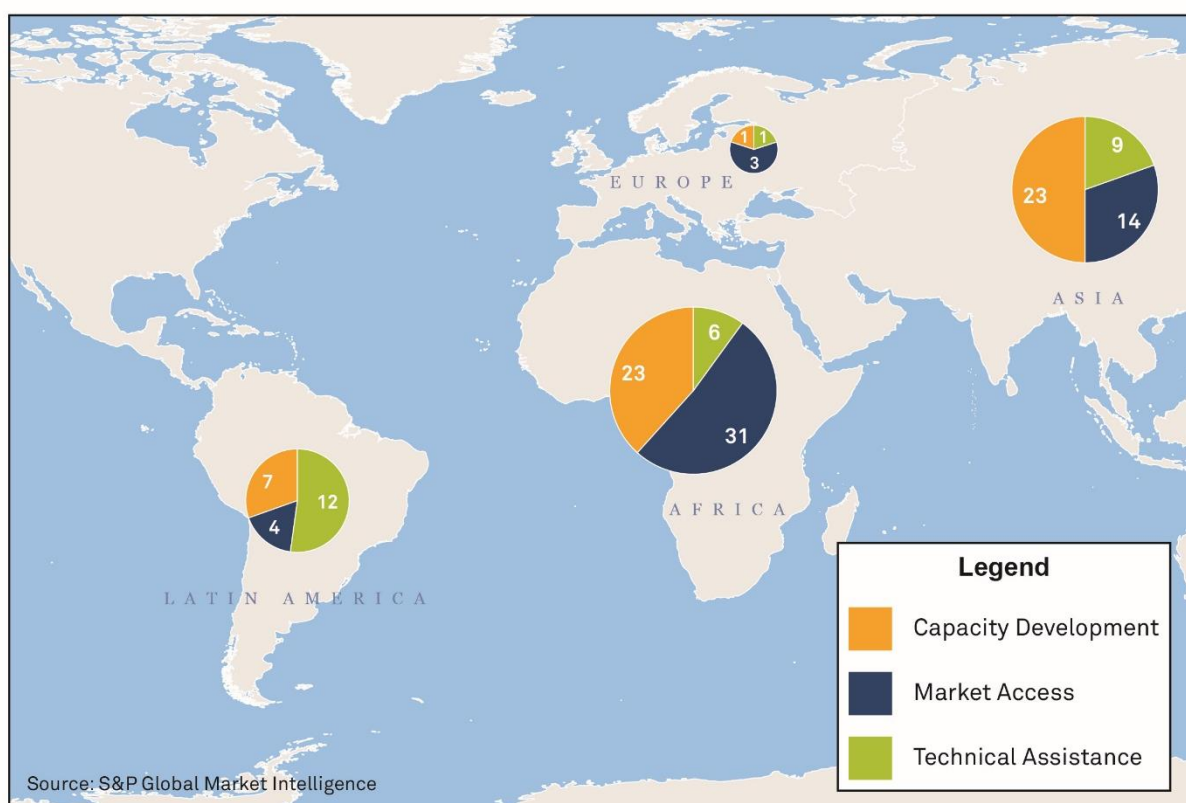 1 1
3
EUROPE
9
23
14
ASIA
6
23
31
AFRICA
7
12
4
LATIN AMERICA
Legend
Capacity Development
Market Access
Technical Assistance
Source: S&P Global Market Intelligence